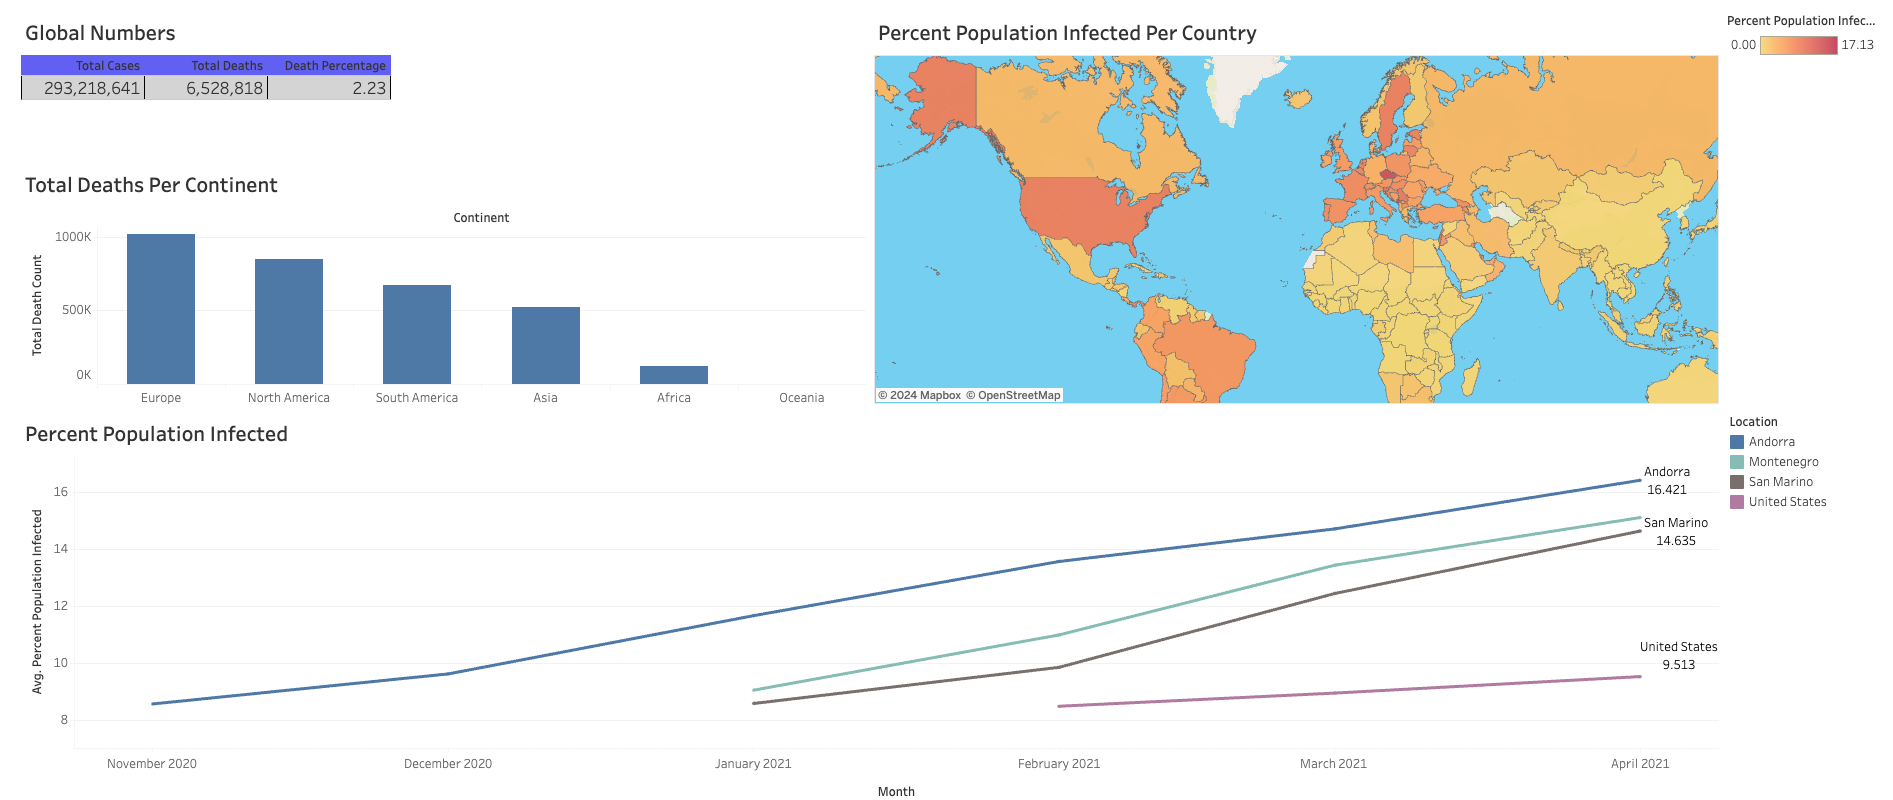 Global Numbers
Total Cases Total Deaths Death Percentage
293,218,641 6,528,818 2.23
Total Deaths Per Continent
Continent
Total Death Count
1000K
500K
0K
Europe North America South America Asia Africa Oceania
Percent Population Infected Per Country
© 2024 Mapbox © OpenStreetMap
Percent Population Infec...
0.00 17.13
Percent Population Infected
Avg. Percent Population Infected
16
14
12
10
8
Andorra
16.421
San Marino
14.635
United States
9.513
November 2020 December 2020 January 2021 February 2021 March 2021 April 2021
Month
Location
Andorra
Montenegro
San Marino
United States